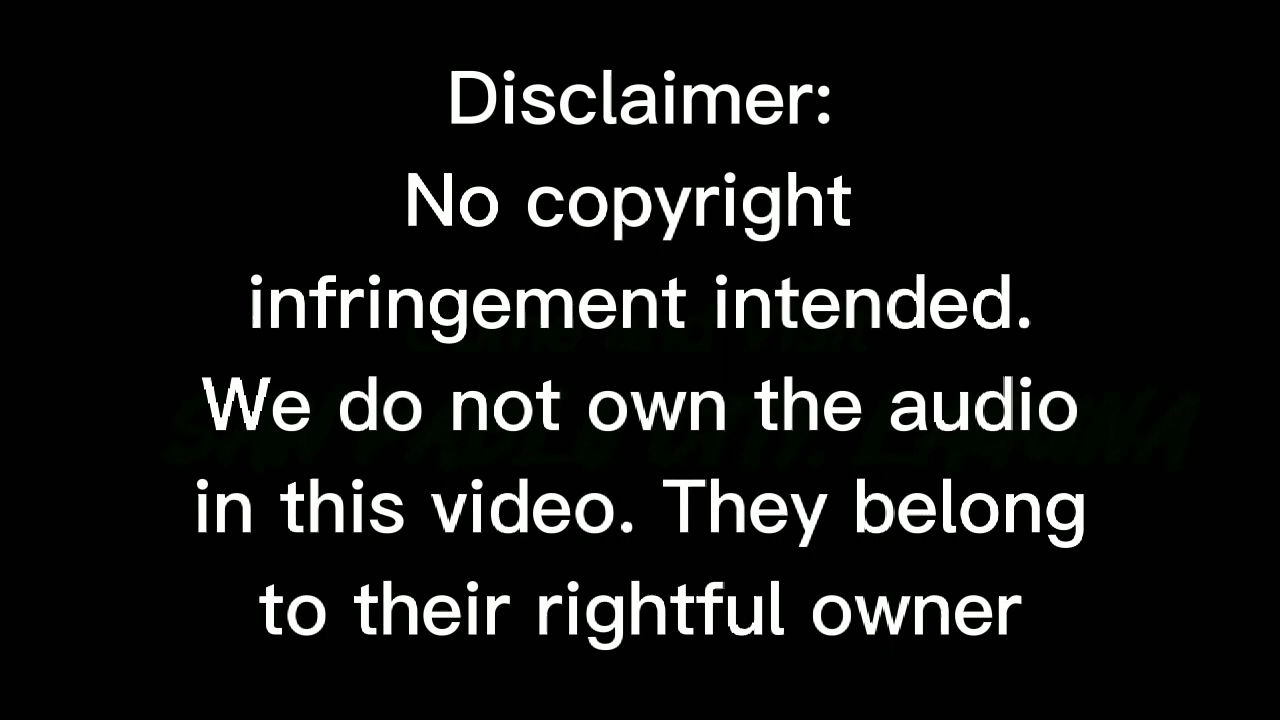 Disclaimer:
No copyright
infringement intended.
We do not own the audio
in this video. They belong
to their rightful owner